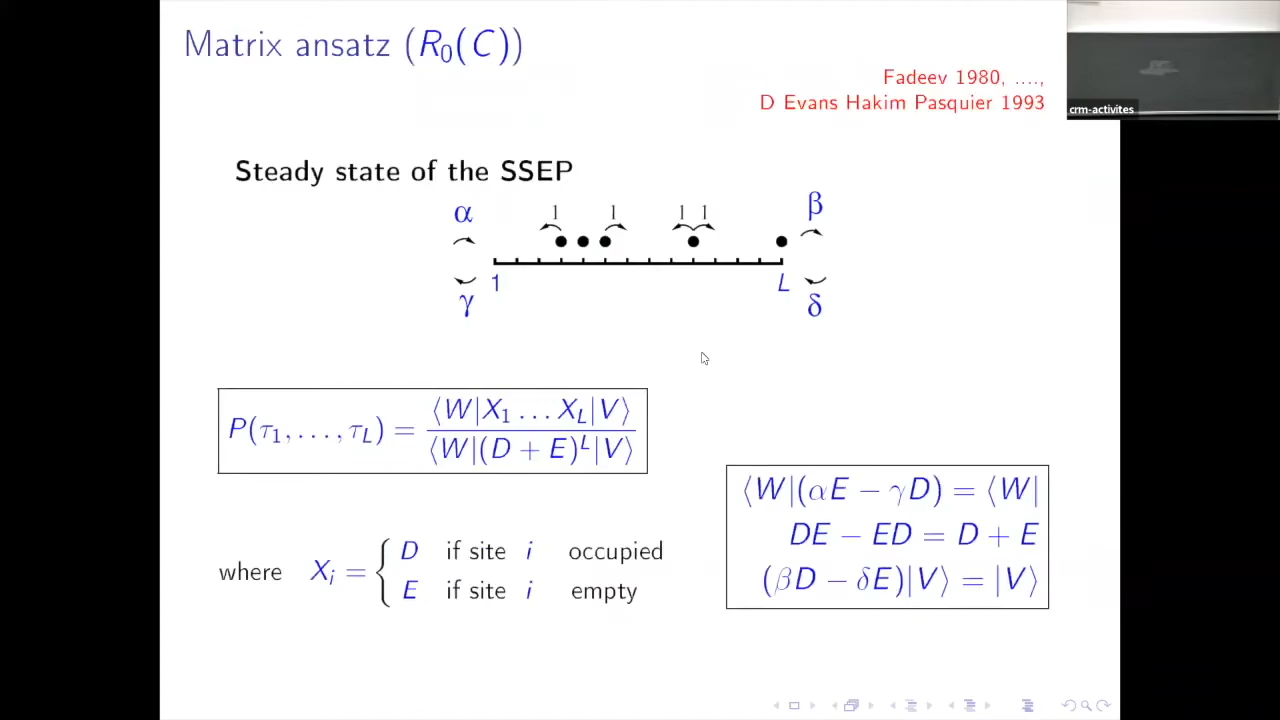 Matrix ansatz (R₀(C))
Fadeev 1980, ....,
D Evans Hakim Pasquier 1993
crm-activites
Steady state of the SSEP
α 1 1 1 1 β
γ 1 L δ
P(τ₁, . . . , τ_L) = ⟨W|X₁ . . . X_L|V⟩ / ⟨W|(D + E)ᴸ|V⟩
⟨W|(αE − γD) = ⟨W|
DE − ED = D + E
(βD − δE)|V⟩ = |V⟩
where X_i = { D if site i occupied
E if site i empty